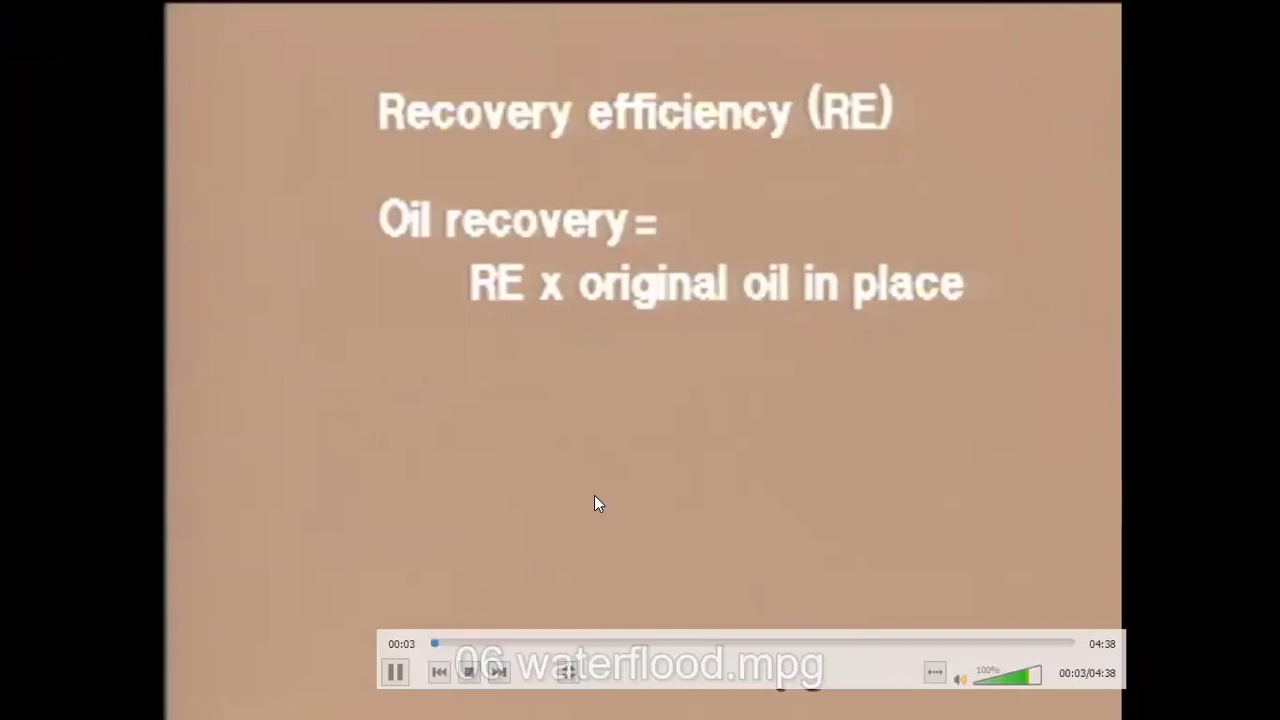 Recovery efficiency (RE)
Oil recovery=
RE x original oil in place
00:03
04:38
06 waterflood.mpg
100%
00:03/04:38